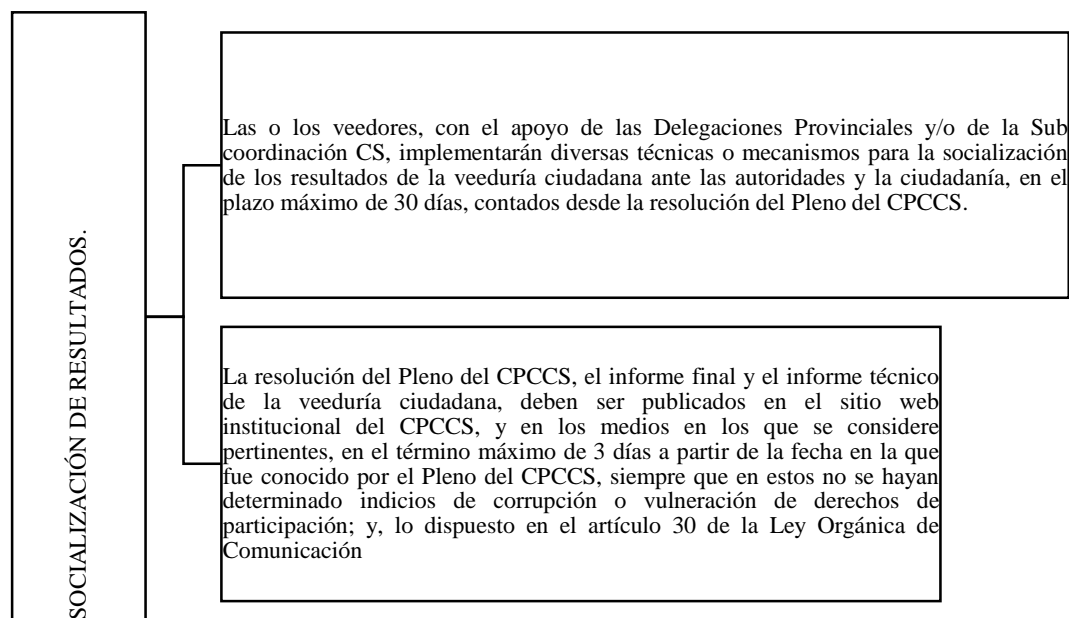 SOCIALIZACIÓN DE RESULTADOS.
Las o los veedores, con el apoyo de las Delegaciones Provinciales y/o de la Sub
coordinación CS, implementarán diversas técnicas o mecanismos para la socialización
de los resultados de la veeduría ciudadana ante las autoridades y la ciudadanía, en el
plazo máximo de 30 días, contados desde la resolución del Pleno del CPCCS.
La resolución del Pleno del CPCCS, el informe final y el informe técnico
de la veeduría ciudadana, deben ser publicados en el sitio web
institucional del CPCCS, y en los medios en los que se considere
pertinentes, en el término máximo de 3 días a partir de la fecha en la que
fue conocido por el Pleno del CPCCS, siempre que en estos no se hayan
determinado indicios de corrupción o vulneración de derechos de
participación; y, lo dispuesto en el artículo 30 de la Ley Orgánica de
Comunicación